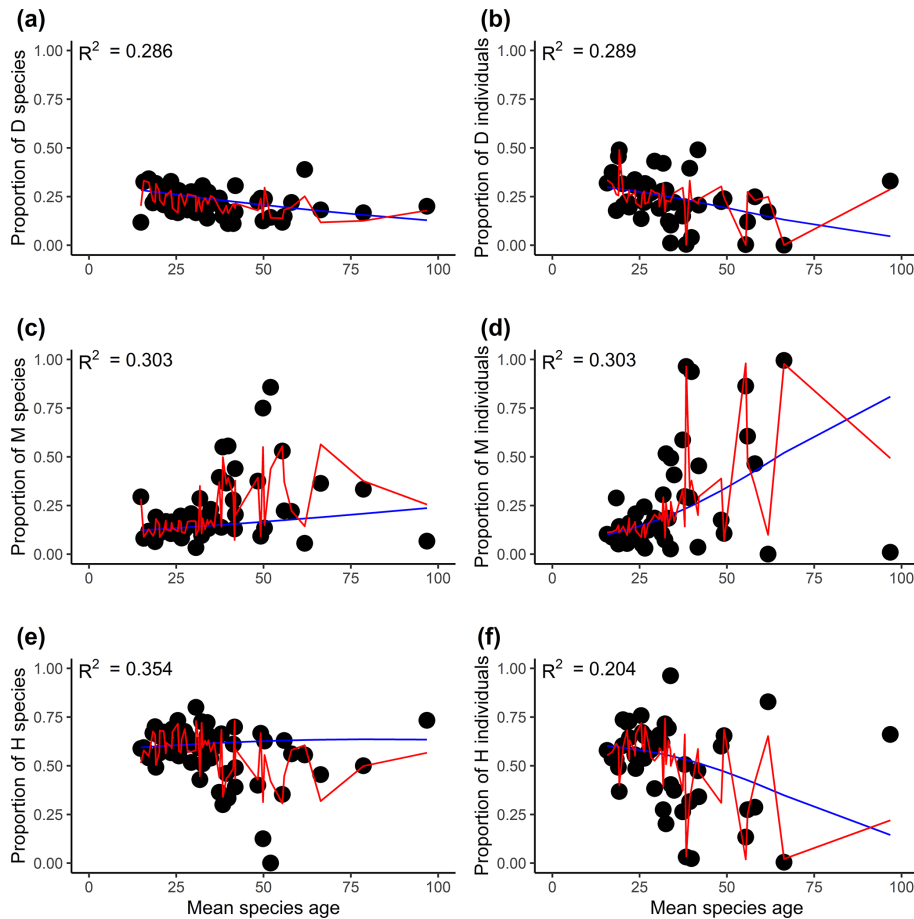 (a)
R² = 0.286
Proportion of D species
1.00
0.75
0.50
0.25
0.00
0 25 50 75 100
(b)
R² = 0.289
Proportion of D individuals
1.00
0.75
0.50
0.25
0.00
0 25 50 75 100
(c)
R² = 0.303
Proportion of M species
1.00
0.75
0.50
0.25
0.00
0 25 50 75 100
(d)
R² = 0.303
Proportion of M individuals
1.00
0.75
0.50
0.25
0.00
0 25 50 75 100
(e)
R² = 0.354
Proportion of H species
1.00
0.75
0.50
0.25
0.00
0 25 50 75 100
Mean species age
(f)
R² = 0.204
Proportion of H individuals
1.00
0.75
0.50
0.25
0.00
0 25 50 75 100
Mean species age